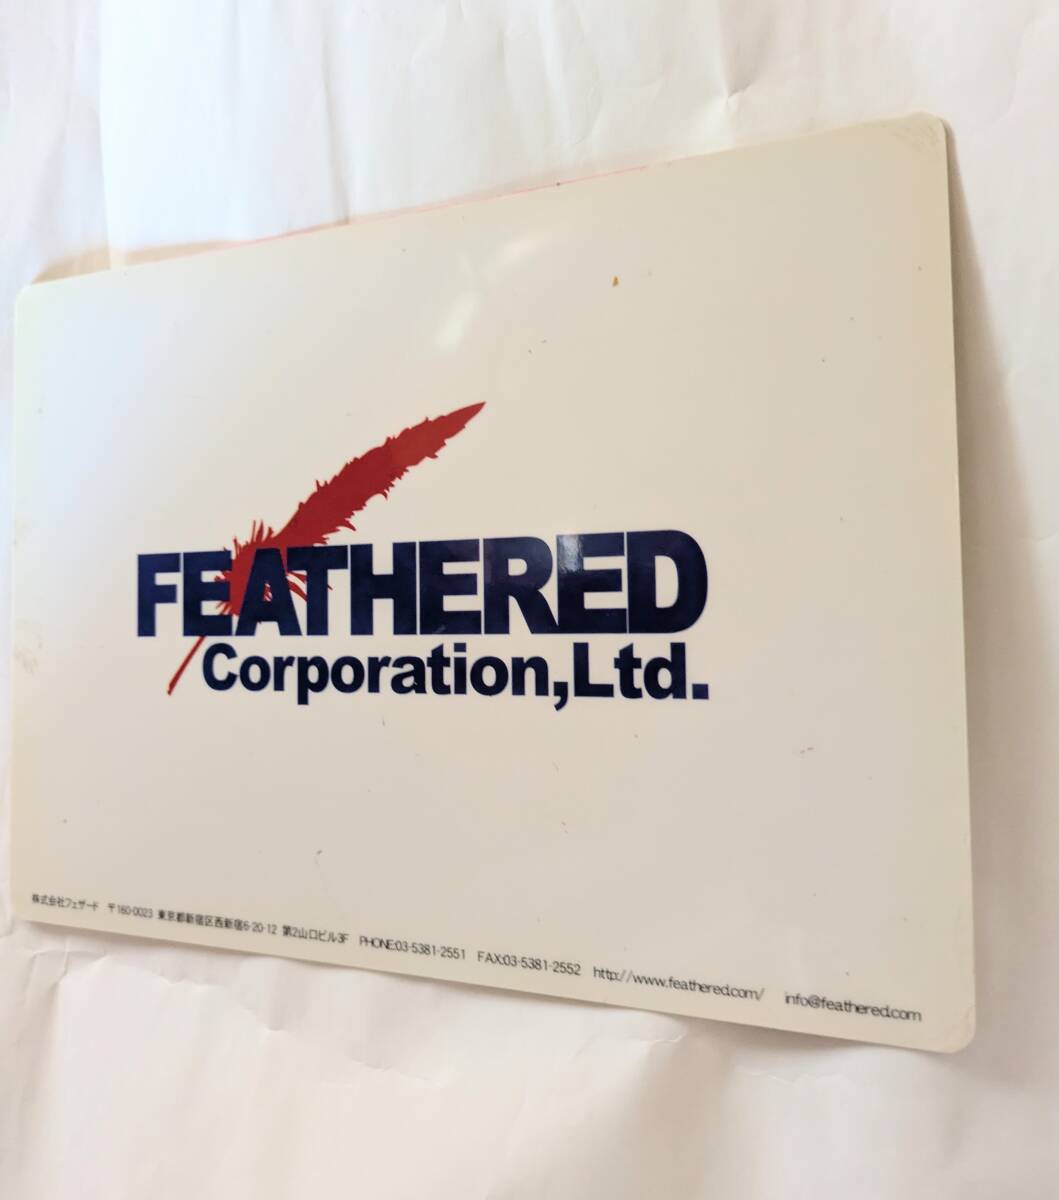 FEATHERED
Corporation,Ltd.
株式会社フェザード 〒160-0023 東京都新宿区西新宿6-20-12 第2山口ビル3F PHONE:03-5381-2551 FAX:03-5381-2552 http://www.feathered.com/ info@feathered.com